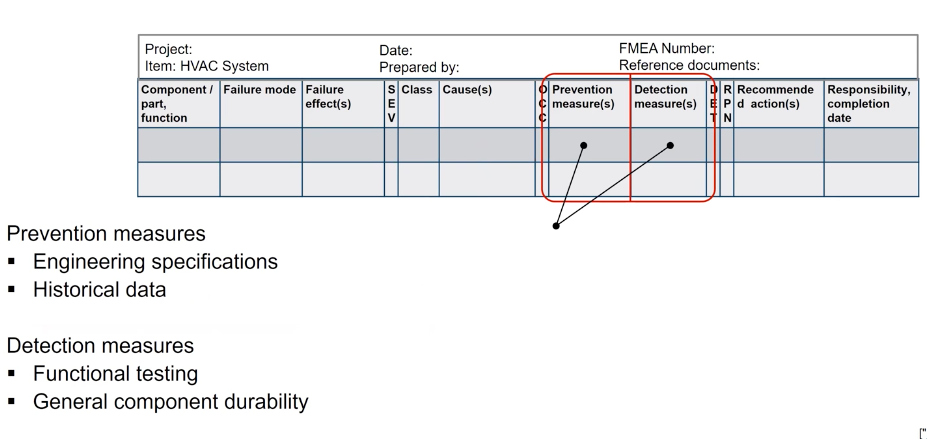 Project:
Date:
FMEA Number:
Item: HVAC System
Prepared by:
Reference documents:
Component / part, function
Failure mode
Failure effect(s)
SEV
Class
Cause(s)
OCC
Prevention measure(s)
Detection measure(s)
DET
RPN
Recommende d action(s)
Responsibility, completion date
Prevention measures
▪ Engineering specifications
▪ Historical data
Detection measures
▪ Functional testing
▪ General component durability
["